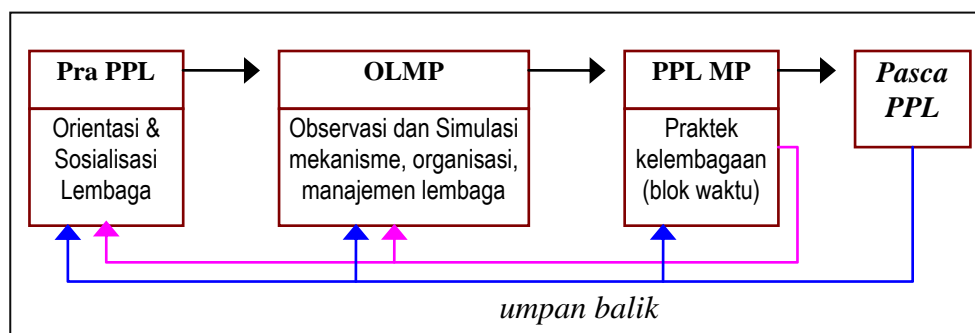 Pra PPL
Orientasi &
Sosialisasi
Lembaga
OLMP
Observasi dan Simulasi
mekanisme, organisasi,
manajemen lembaga
PPL MP
Praktek
kelembagaan
(blok waktu)
Pasca
PPL
umpan balik